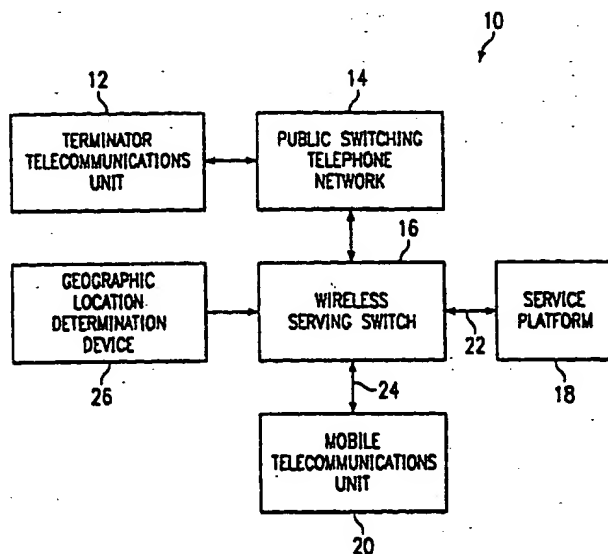 10
12
14
TERMINATOR
TELECOMMUNICATIONS
UNIT
PUBLIC SWITCHING
TELEPHONE
NETWORK
16
GEOGRAPHIC
LOCATION
DETERMINATION
DEVICE
WIRELESS
SERVING SWITCH
SERVICE
PLATFORM
22
26
24
18
MOBILE
TELECOMMUNICATIONS
UNIT
20